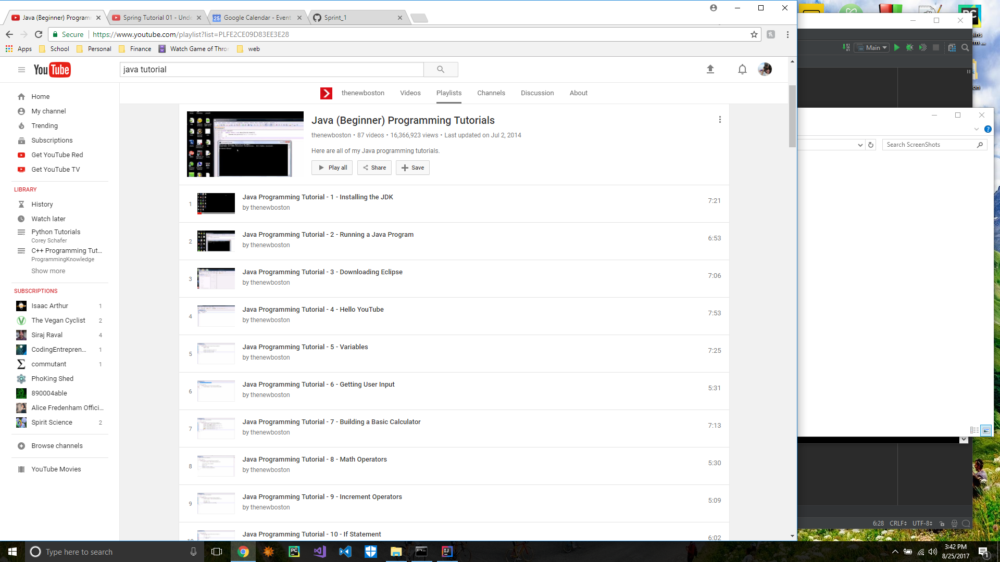 Java (Beginner) Program
Spring Tutorial 01 - Unde
Google Calendar - Event
Sprint_1
Secure
https://www.youtube.com/playlist?list=PLFE2CE09D83EE3E28
Apps
School
Personal
Finance
Watch Game of Thro
web
YouTube
java tutorial
thenewboston
Videos
Playlists
Channels
Discussion
About
Home
My channel
Trending
Subscriptions
Get YouTube Red
Get YouTube TV
LIBRARY
History
Watch later
Python Tutorials
Corey Schafer
C++ Programming Tut...
ProgrammingKnowledge
Show more
SUBSCRIPTIONS
Isaac Arthur 1
The Vegan Cyclist 2
Siraj Raval 4
CodingEntrepren... 1
commutant 1
PhoKing Shed
890004able
Alice Fredenham Offici...
Spirit Science 2
Browse channels
YouTube Movies
Java (Beginner) Programming Tutorials
thenewboston • 87 videos • 16,366,923 views • Last updated on Jul 2, 2014
Here are all of my Java programming tutorials.
Play all
Share
Save
1 Java Programming Tutorial - 1 - Installing the JDK 7:21
by thenewboston
2 Java Programming Tutorial - 2 - Running a Java Program 6:53
by thenewboston
3 Java Programming Tutorial - 3 - Downloading Eclipse 7:06
by thenewboston
4 Java Programming Tutorial - 4 - Hello YouTube 7:53
by thenewboston
5 Java Programming Tutorial - 5 - Variables 7:25
by thenewboston
6 Java Programming Tutorial - 6 - Getting User Input 5:31
by thenewboston
7 Java Programming Tutorial - 7 - Building a Basic Calculator 7:13
by thenewboston
8 Java Programming Tutorial - 8 - Math Operators 5:30
by thenewboston
9 Java Programming Tutorial - 9 - Increment Operators 5:09
by thenewboston
Java Programming Tutorial - 10 - If Statement 6:02
Main
Search ScreenShots
6:28 CRLF UTF-8
Type here to search
3:42 PM
8/25/2017
1